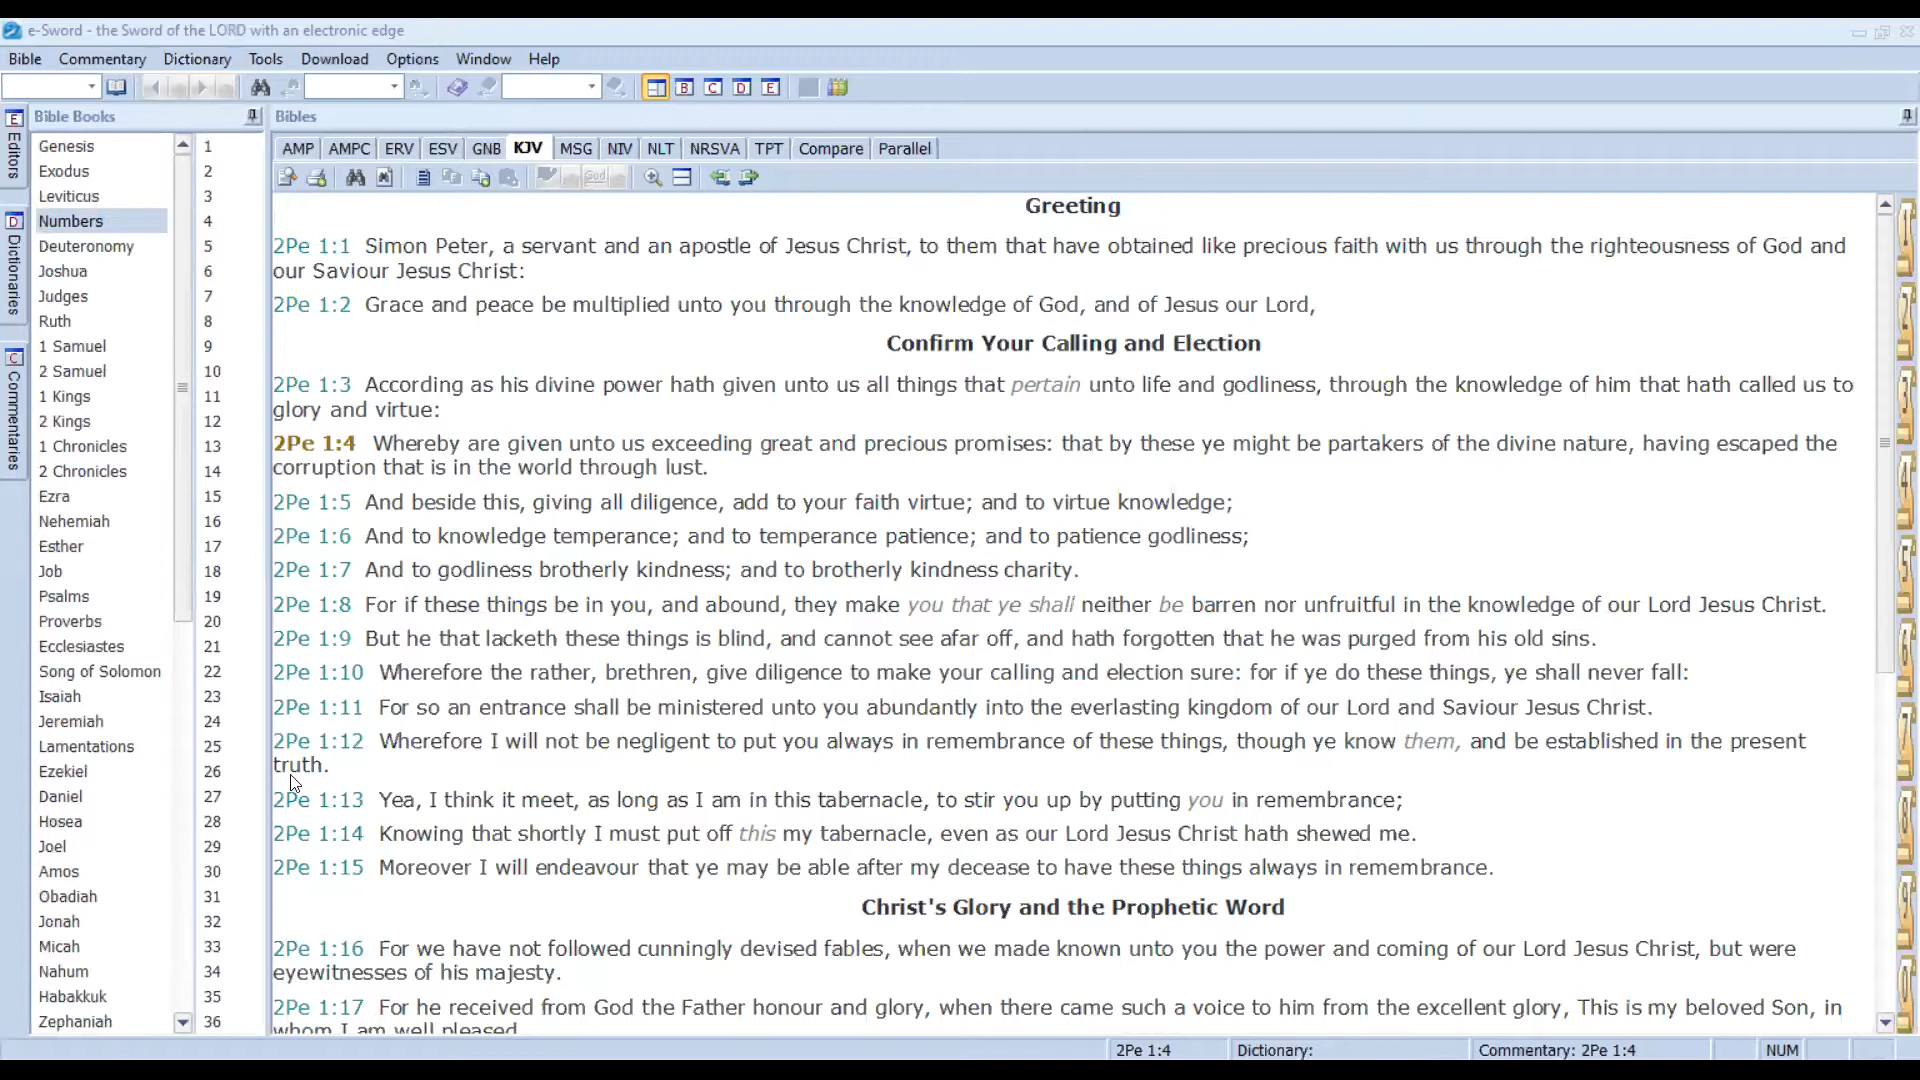 e-Sword - the Sword of the LORD with an electronic edge
Bible Commentary Dictionary Tools Download Options Window Help
B C D E
E Editors
D Dictionaries
C Commentaries
Bible Books
Genesis
Exodus
Leviticus
Numbers
Deuteronomy
Joshua
Judges
Ruth
1 Samuel
2 Samuel
1 Kings
2 Kings
1 Chronicles
2 Chronicles
Ezra
Nehemiah
Esther
Job
Psalms
Proverbs
Ecclesiastes
Song of Solomon
Isaiah
Jeremiah
Lamentations
Ezekiel
Daniel
Hosea
Joel
Amos
Obadiah
Jonah
Micah
Nahum
Habakkuk
Zephaniah
1
2
3
4
5
6
7
8
9
10
11
12
13
14
15
16
17
18
19
20
21
22
23
24
25
26
27
28
29
30
31
32
33
34
35
36
Bibles
AMP AMPC ERV ESV GNB KJV MSG NIV NLT NRSVA TPT Compare Parallel
God
Greeting
2Pe 1:1 Simon Peter, a servant and an apostle of Jesus Christ, to them that have obtained like precious faith with us through the righteousness of God and
our Saviour Jesus Christ:
2Pe 1:2 Grace and peace be multiplied unto you through the knowledge of God, and of Jesus our Lord,
Confirm Your Calling and Election
2Pe 1:3 According as his divine power hath given unto us all things that pertain unto life and godliness, through the knowledge of him that hath called us to
glory and virtue:
2Pe 1:4 Whereby are given unto us exceeding great and precious promises: that by these ye might be partakers of the divine nature, having escaped the
corruption that is in the world through lust.
2Pe 1:5 And beside this, giving all diligence, add to your faith virtue; and to virtue knowledge;
2Pe 1:6 And to knowledge temperance; and to temperance patience; and to patience godliness;
2Pe 1:7 And to godliness brotherly kindness; and to brotherly kindness charity.
2Pe 1:8 For if these things be in you, and abound, they make you that ye shall neither be barren nor unfruitful in the knowledge of our Lord Jesus Christ.
2Pe 1:9 But he that lacketh these things is blind, and cannot see afar off, and hath forgotten that he was purged from his old sins.
2Pe 1:10 Wherefore the rather, brethren, give diligence to make your calling and election sure: for if ye do these things, ye shall never fall:
2Pe 1:11 For so an entrance shall be ministered unto you abundantly into the everlasting kingdom of our Lord and Saviour Jesus Christ.
2Pe 1:12 Wherefore I will not be negligent to put you always in remembrance of these things, though ye know them, and be established in the present
truth.
2Pe 1:13 Yea, I think it meet, as long as I am in this tabernacle, to stir you up by putting you in remembrance;
2Pe 1:14 Knowing that shortly I must put off this my tabernacle, even as our Lord Jesus Christ hath shewed me.
2Pe 1:15 Moreover I will endeavour that ye may be able after my decease to have these things always in remembrance.
Christ's Glory and the Prophetic Word
2Pe 1:16 For we have not followed cunningly devised fables, when we made known unto you the power and coming of our Lord Jesus Christ, but were
eyewitnesses of his majesty.
2Pe 1:17 For he received from God the Father honour and glory, when there came such a voice to him from the excellent glory, This is my beloved Son, in
whom I am well pleased
1
2
3
4
5
6
7
8
9
0
2Pe 1:4 Dictionary: Commentary: 2Pe 1:4 NUM